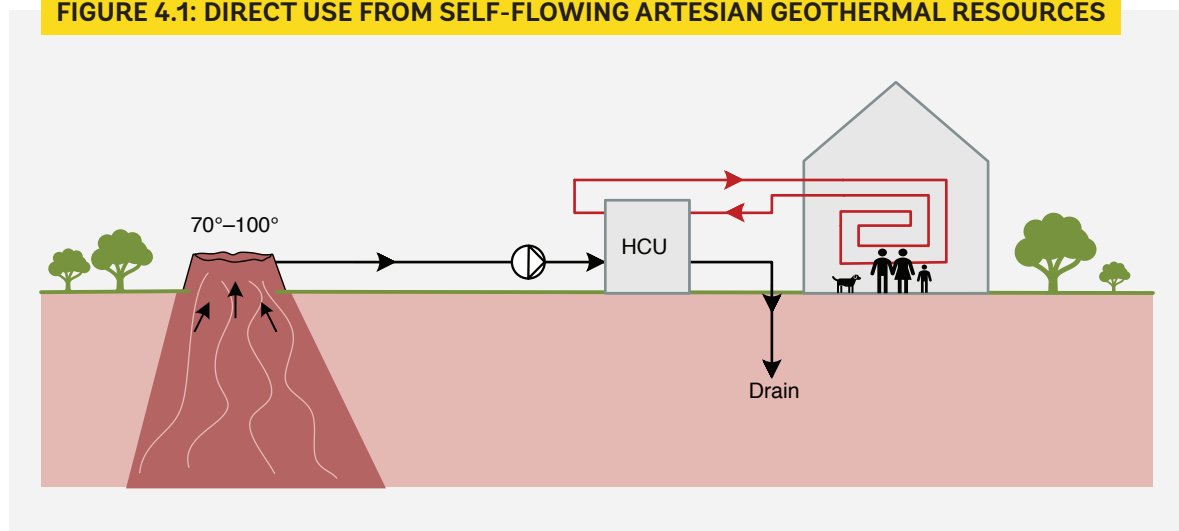 FIGURE 4.1: DIRECT USE FROM SELF-FLOWING ARTESIAN GEOTHERMAL RESOURCES
70°–100°
HCU
Drain